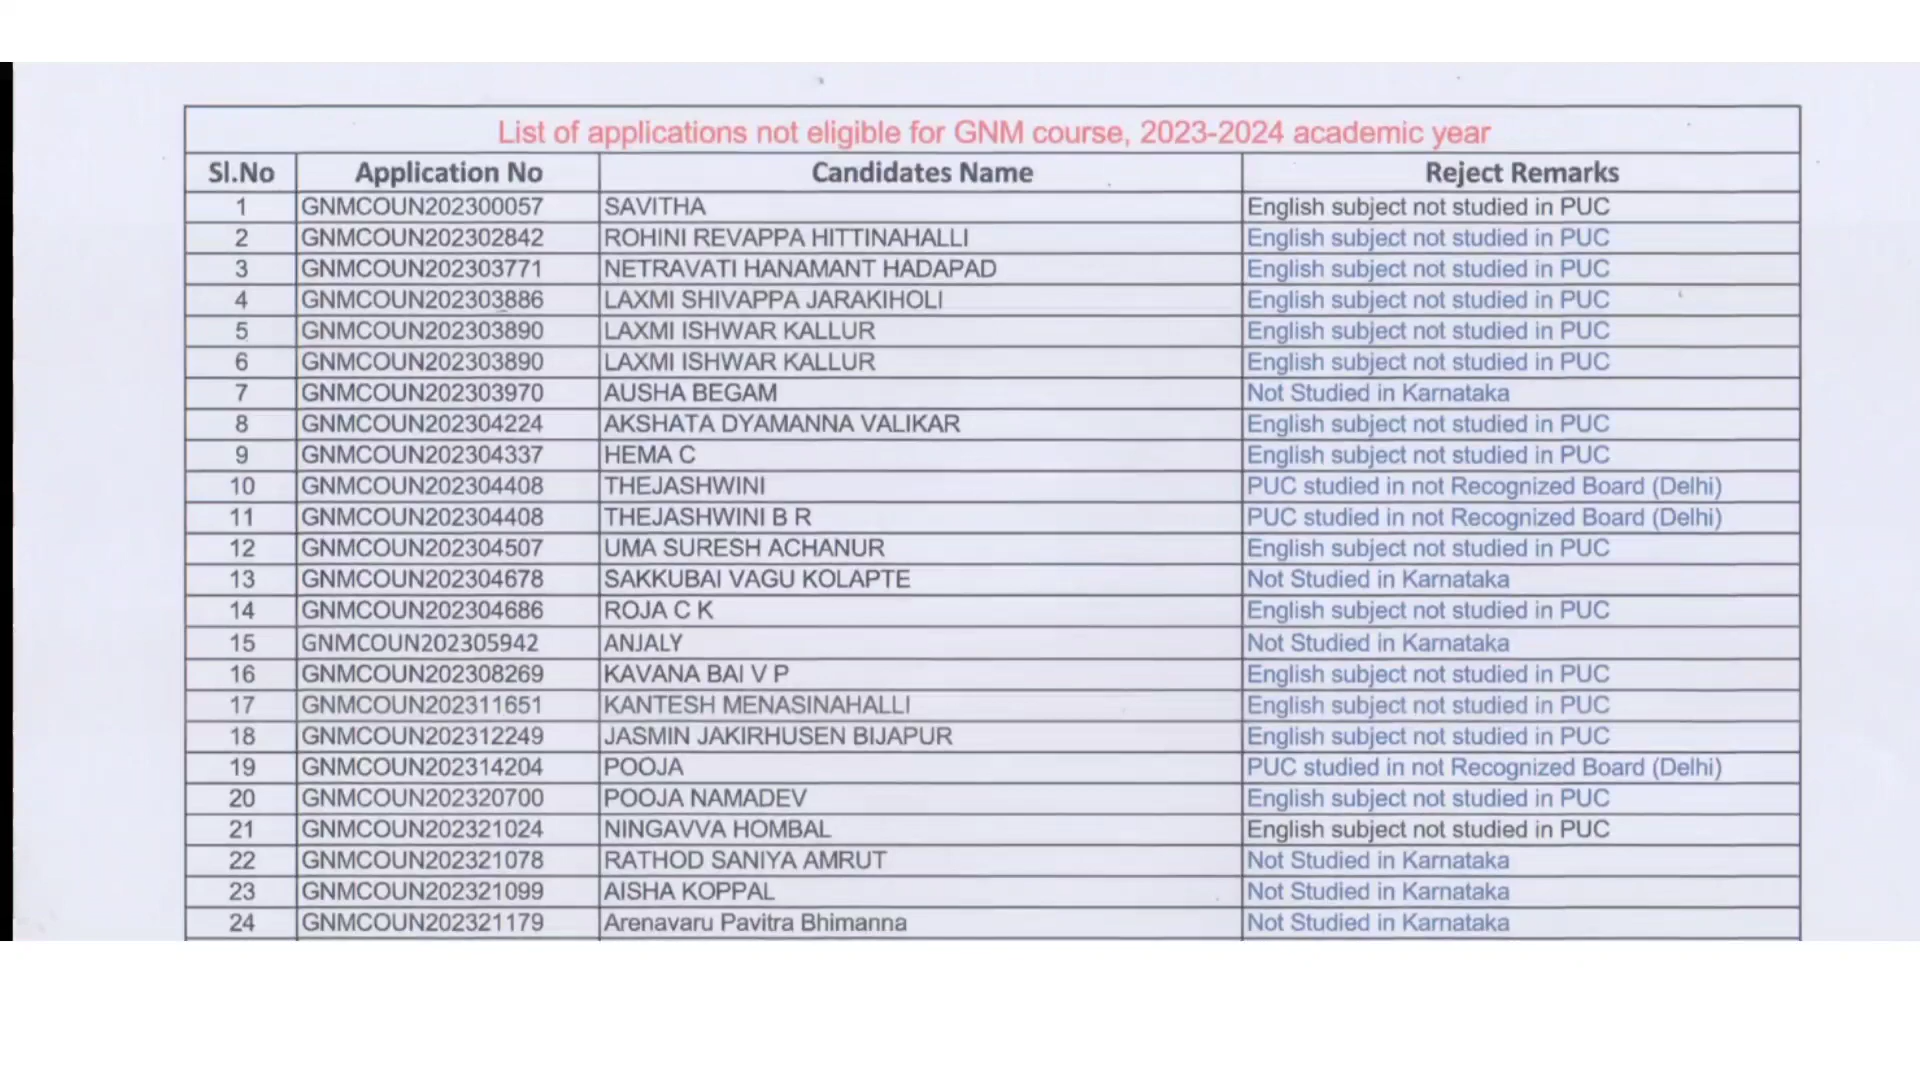 List of applications not eligible for GNM course, 2023-2024 academic year
Sl.No Application No Candidates Name Reject Remarks
1 GNMCOUN202300057 SAVITHA English subject not studied in PUC
2 GNMCOUN202302842 ROHINI REVAPPA HITTINAHALLI English subject not studied in PUC
3 GNMCOUN202303771 NETRAVATI HANAMANT HADAPAD English subject not studied in PUC
4 GNMCOUN202303886 LAXMI SHIVAPPA JARAKIHOLI English subject not studied in PUC
5 GNMCOUN202303890 LAXMI ISHWAR KALLUR English subject not studied in PUC
6 GNMCOUN202303890 LAXMI ISHWAR KALLUR English subject not studied in PUC
7 GNMCOUN202303970 AUSHA BEGAM Not Studied in Karnataka
8 GNMCOUN202304224 AKSHATA DYAMANNA VALIKAR English subject not studied in PUC
9 GNMCOUN202304337 HEMA C English subject not studied in PUC
10 GNMCOUN202304408 THEJASHWINI PUC studied in not Recognized Board (Delhi)
11 GNMCOUN202304408 THEJASHWINI B R PUC studied in not Recognized Board (Delhi)
12 GNMCOUN202304507 UMA SURESH ACHANUR English subject not studied in PUC
13 GNMCOUN202304678 SAKKUBAI VAGU KOLAPTE Not Studied in Karnataka
14 GNMCOUN202304686 ROJA C K English subject not studied in PUC
15 GNMCOUN202305942 ANJALY Not Studied in Karnataka
16 GNMCOUN202308269 KAVANA BAI V P English subject not studied in PUC
17 GNMCOUN202311651 KANTESH MENASINAHALLI English subject not studied in PUC
18 GNMCOUN202312249 JASMIN JAKIRHUSEN BIJAPUR English subject not studied in PUC
19 GNMCOUN202314204 POOJA PUC studied in not Recognized Board (Delhi)
20 GNMCOUN202320700 POOJA NAMADEV English subject not studied in PUC
21 GNMCOUN202321024 NINGAVVA HOMBAL English subject not studied in PUC
22 GNMCOUN202321078 RATHOD SANIYA AMRUT Not Studied in Karnataka
23 GNMCOUN202321099 AISHA KOPPAL Not Studied in Karnataka
24 GNMCOUN202321179 Arenavaru Pavitra Bhimanna Not Studied in Karnataka